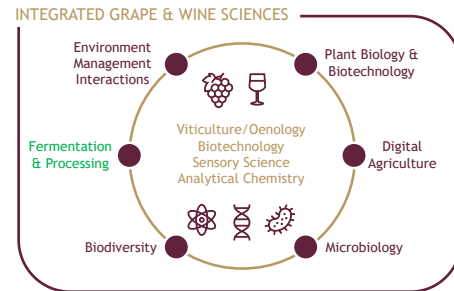 INTEGRATED GRAPE & WINE SCIENCES
Environment
Management
Interactions
Plant Biology &
Biotechnology
Fermentation
& Processing
Viticulture/Oenology
Biotechnology
Sensory Science
Analytical Chemistry
Digital
Agriculture
Biodiversity
Microbiology